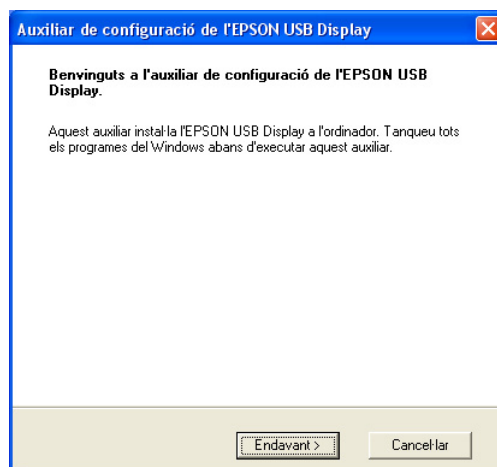 Auxiliar de configuració de l'EPSON USB Display
Benvinguts a l'auxiliar de configuració de l'EPSON USB
Display.
Aquest auxiliar instal·la l'EPSON USB Display a l'ordinador. Tanqueu tots
els programes del Windows abans d'executar aquest auxiliar.
Endavant >
Cancel·lar